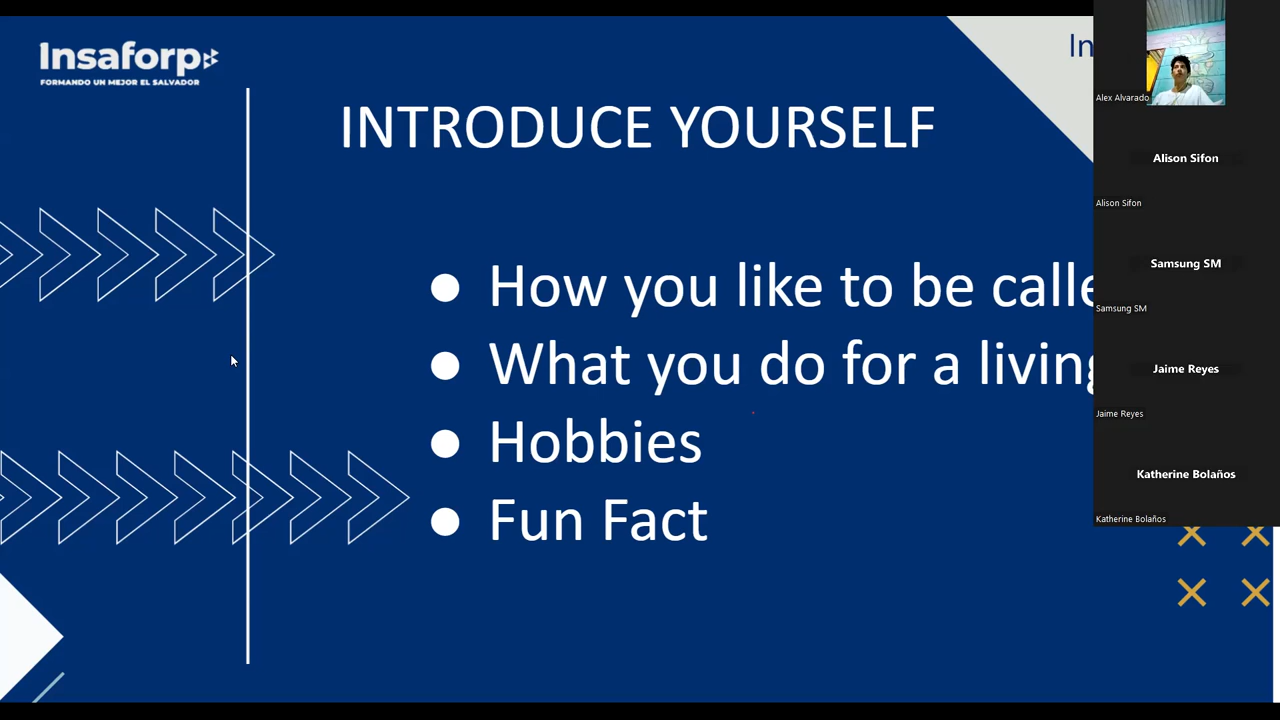 Insaforp
FORMANDO UN MEJOR EL SALVADOR
In
INTRODUCE YOURSELF
● How you like to be calle
● What you do for a living
● Hobbies
● Fun Fact
Alex Alvarado
Alison Sifon
Alison Sifon
Samsung SM
Samsung SM
Jaime Reyes
Jaime Reyes
Katherine Bolaños
Katherine Bolaños